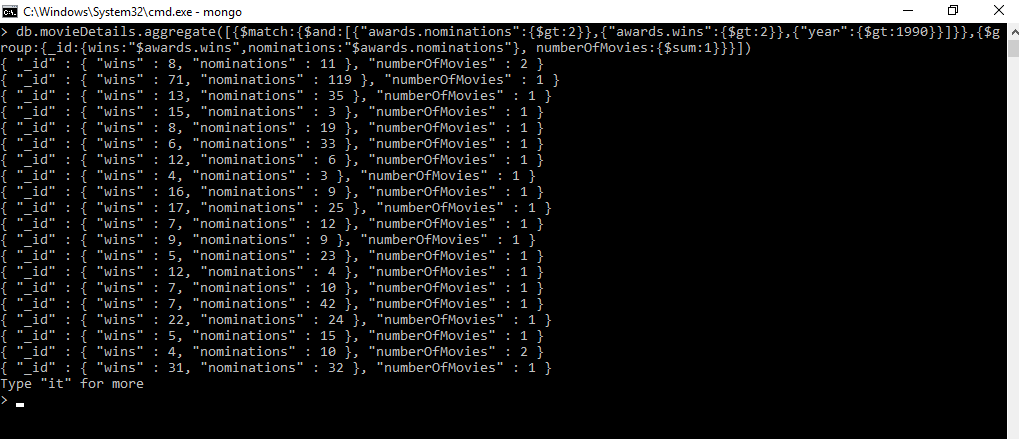 C:\Windows\System32\cmd.exe - mongo
> db.movieDetails.aggregate([{$match:{$and:[{"awards.nominations":{$gt:2}},{"awards.wins":{$gt:2}},{"year":{$gt:1990}}]}},{$g
roup:{_id:{wins:"$awards.wins",nominations:"$awards.nominations"}, numberOfMovies:{$sum:1}}}])
{ "_id" : { "wins" : 8, "nominations" : 11 }, "numberOfMovies" : 2 }
{ "_id" : { "wins" : 71, "nominations" : 119 }, "numberOfMovies" : 1 }
{ "_id" : { "wins" : 13, "nominations" : 35 }, "numberOfMovies" : 1 }
{ "_id" : { "wins" : 15, "nominations" : 3 }, "numberOfMovies" : 1 }
{ "_id" : { "wins" : 8, "nominations" : 19 }, "numberOfMovies" : 1 }
{ "_id" : { "wins" : 6, "nominations" : 33 }, "numberOfMovies" : 1 }
{ "_id" : { "wins" : 12, "nominations" : 6 }, "numberOfMovies" : 1 }
{ "_id" : { "wins" : 4, "nominations" : 3 }, "numberOfMovies" : 1 }
{ "_id" : { "wins" : 16, "nominations" : 9 }, "numberOfMovies" : 1 }
{ "_id" : { "wins" : 17, "nominations" : 25 }, "numberOfMovies" : 1 }
{ "_id" : { "wins" : 7, "nominations" : 12 }, "numberOfMovies" : 1 }
{ "_id" : { "wins" : 9, "nominations" : 9 }, "numberOfMovies" : 1 }
{ "_id" : { "wins" : 5, "nominations" : 23 }, "numberOfMovies" : 1 }
{ "_id" : { "wins" : 12, "nominations" : 4 }, "numberOfMovies" : 1 }
{ "_id" : { "wins" : 7, "nominations" : 10 }, "numberOfMovies" : 1 }
{ "_id" : { "wins" : 7, "nominations" : 42 }, "numberOfMovies" : 1 }
{ "_id" : { "wins" : 22, "nominations" : 24 }, "numberOfMovies" : 1 }
{ "_id" : { "wins" : 5, "nominations" : 15 }, "numberOfMovies" : 1 }
{ "_id" : { "wins" : 4, "nominations" : 10 }, "numberOfMovies" : 2 }
{ "_id" : { "wins" : 31, "nominations" : 32 }, "numberOfMovies" : 1 }
Type "it" for more
>